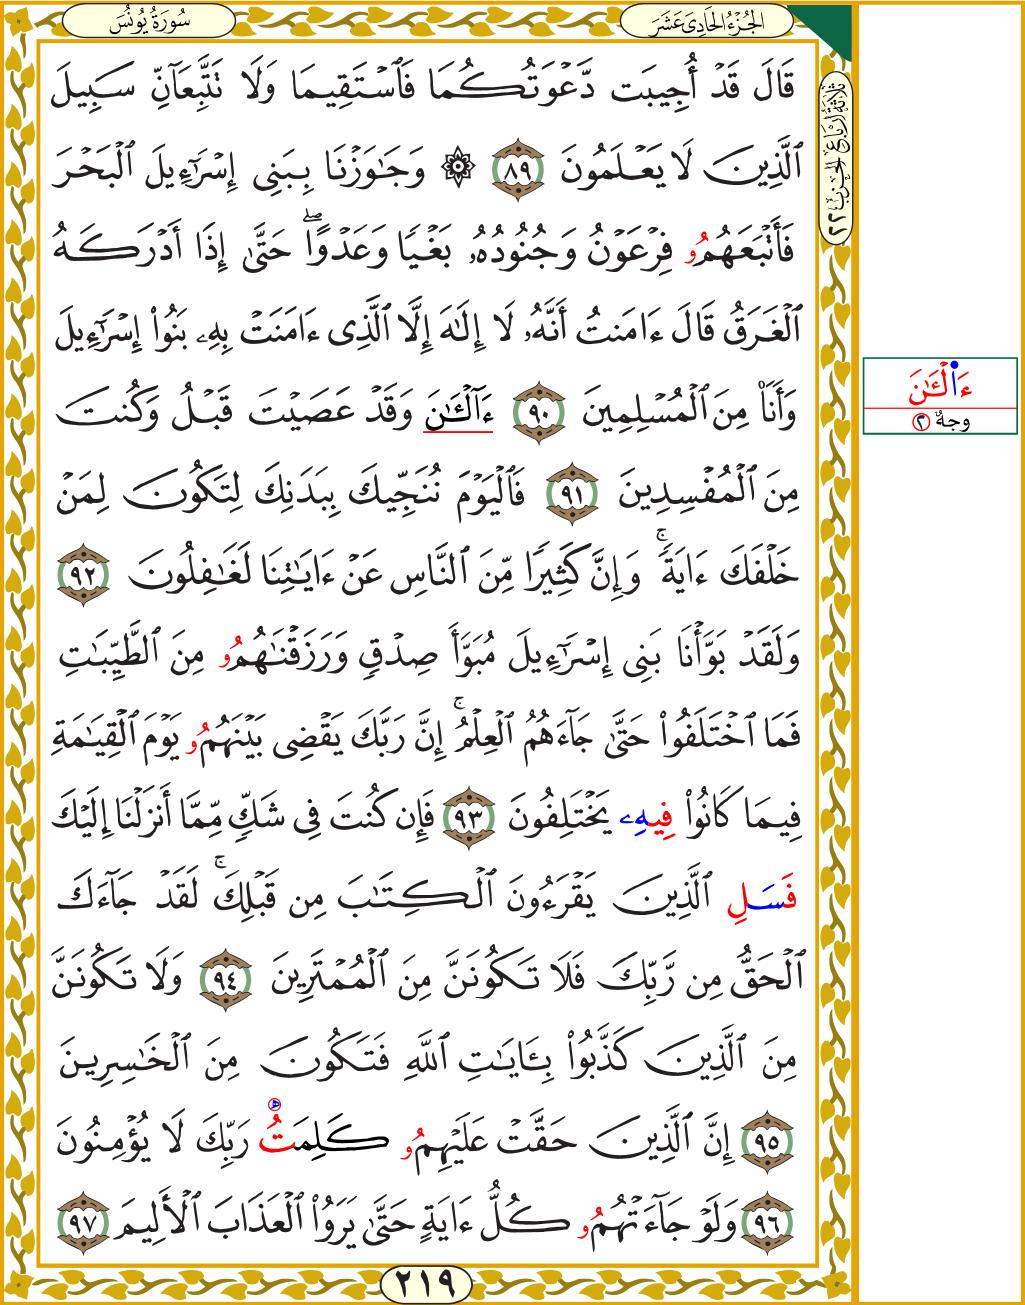 سُورَةُ يُونُسَ
الجُزْءُ الحَادِي عَشَرَ
ثَلَاثَةُ أَرْبَاعِ الحِزْبِ ٢٢
قَالَ قَدْ أُجِيبَت دَّعْوَتُكُمَا فَٱسْتَقِيمَا وَلَا تَتَّبِعَآنِّ سَبِيلَ
ٱلَّذِينَ لَا يَعْلَمُونَ ٨٩ ۞ وَجَـٰوَزْنَا بِبَنِى إِسْرَٰٓءِيلَ ٱلْبَحْرَ
فَأَتْبَعَهُمُۥ فِرْعَوْنُ وَجُنُودُهُۥ بَغْيًا وَعَدْوًاۖ حَتَّىٰ إِذَا أَدْرَكَهُ
ٱلْغَرَقُ قَالَ ءَامَنتُ أَنَّهُۥ لَا إِلَـٰهَ إِلَّا ٱلَّذِى ءَامَنَتْ بِهِۦ بَنُوا۟ إِسْرَٰٓءِيلَ
وَأَنَا۠ مِنَ ٱلْمُسْلِمِينَ ٩٠ ءَآلْـَٔـٰنَ وَقَدْ عَصَيْتَ قَبْلُ وَكُنتَ
مِنَ ٱلْمُفْسِدِينَ ٩١ فَٱلْيَوْمَ نُنَجِّيكَ بِبَدَنِكَ لِتَكُونَ لِمَنْ
خَلْفَكَ ءَايَةًۚ وَإِنَّ كَثِيرًا مِّنَ ٱلنَّاسِ عَنْ ءَايَـٰتِنَا لَغَـٰفِلُونَ ٩٢
وَلَقَدْ بَوَّأْنَا بَنِى إِسْرَٰٓءِيلَ مُبَوَّأَ صِدْقٍ وَرَزَقْنَـٰهُمُۥ مِنَ ٱلطَّيِّبَـٰتِ
فَمَا ٱخْتَلَفُوا۟ حَتَّىٰ جَآءَهُمُ ٱلْعِلْمُۚ إِنَّ رَبَّكَ يَقْضِى بَيْنَهُمُۥ يَوْمَ ٱلْقِيَـٰمَةِ
فِيمَا كَانُوا۟ فِيهِۦ يَخْتَلِفُونَ ٩٣ فَإِن كُنتَ فِى شَكٍّ مِّمَّا أَنزَلْنَا إِلَيْكَ
فَسَلِ ٱلَّذِينَ يَقْرَءُونَ ٱلْكِتَـٰبَ مِن قَبْلِكَۚ لَقَدْ جَآءَكَ
ٱلْحَقُّ مِن رَّبِّكَ فَلَا تَكُونَنَّ مِنَ ٱلْمُمْتَرِينَ ٩٤ وَلَا تَكُونَنَّ
مِنَ ٱلَّذِينَ كَذَّبُوا۟ بِـَٔايَـٰتِ ٱللَّهِ فَتَكُونَ مِنَ ٱلْخَـٰسِرِينَ
٩٥ إِنَّ ٱلَّذِينَ حَقَّتْ عَلَيْهِمُۥ كَلِمَتُ رَبِّكَ لَا يُؤْمِنُونَ
ه
٩٦ وَلَوْ جَآءَتْهُمُۥ كُلُّ ءَايَةٍ حَتَّىٰ يَرَوُا۟ ٱلْعَذَابَ ٱلْأَلِيمَ ٩٧
٢١٩
ءَا۬لْـَٔـٰنَ
وجهٌ ٢